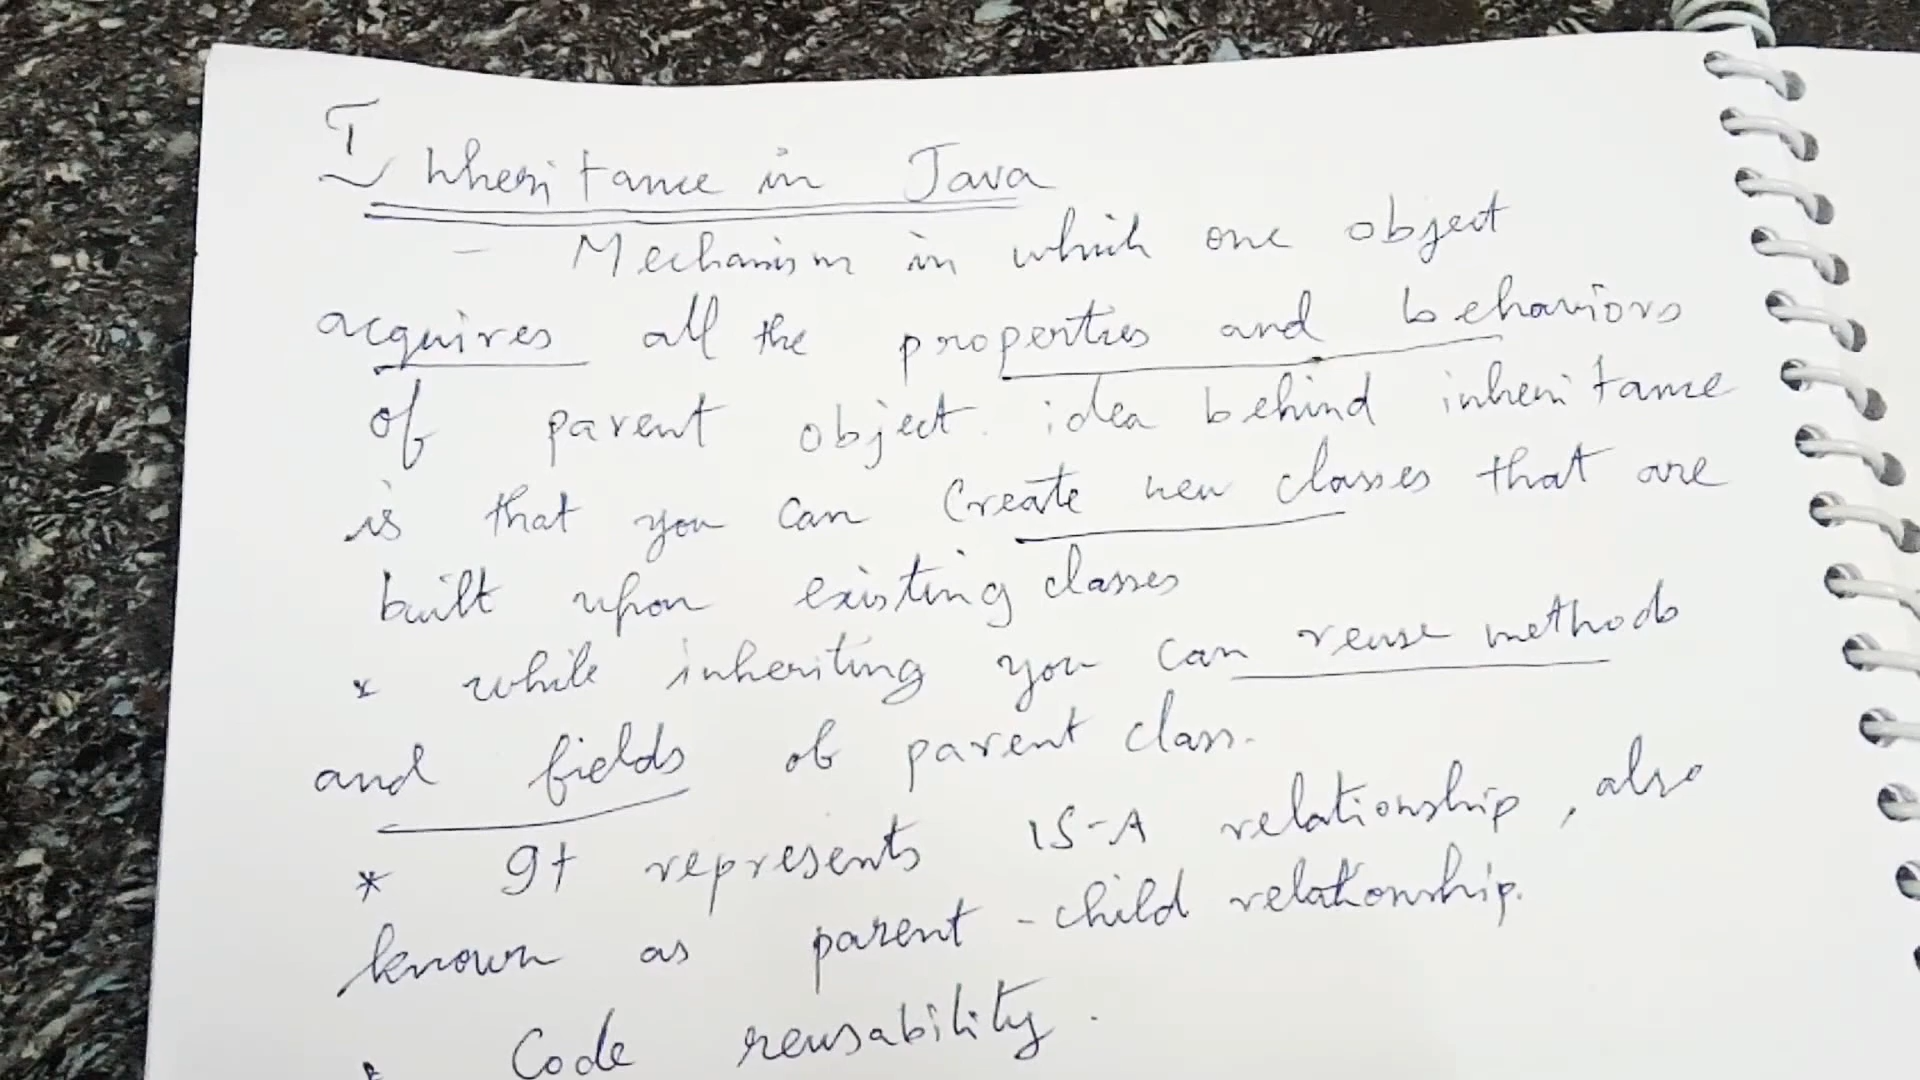 Inheritance in Java
- Mechanism in which one object
acquires all the properties and behaviors
of parent object. idea behind inheritance
is that you can Create new classes that are
built upon existing classes
* while inheriting you can reuse methods
and fields of parent class.
* It represents IS-A relationship, also
known as parent-child relationship.
* Code reusability.